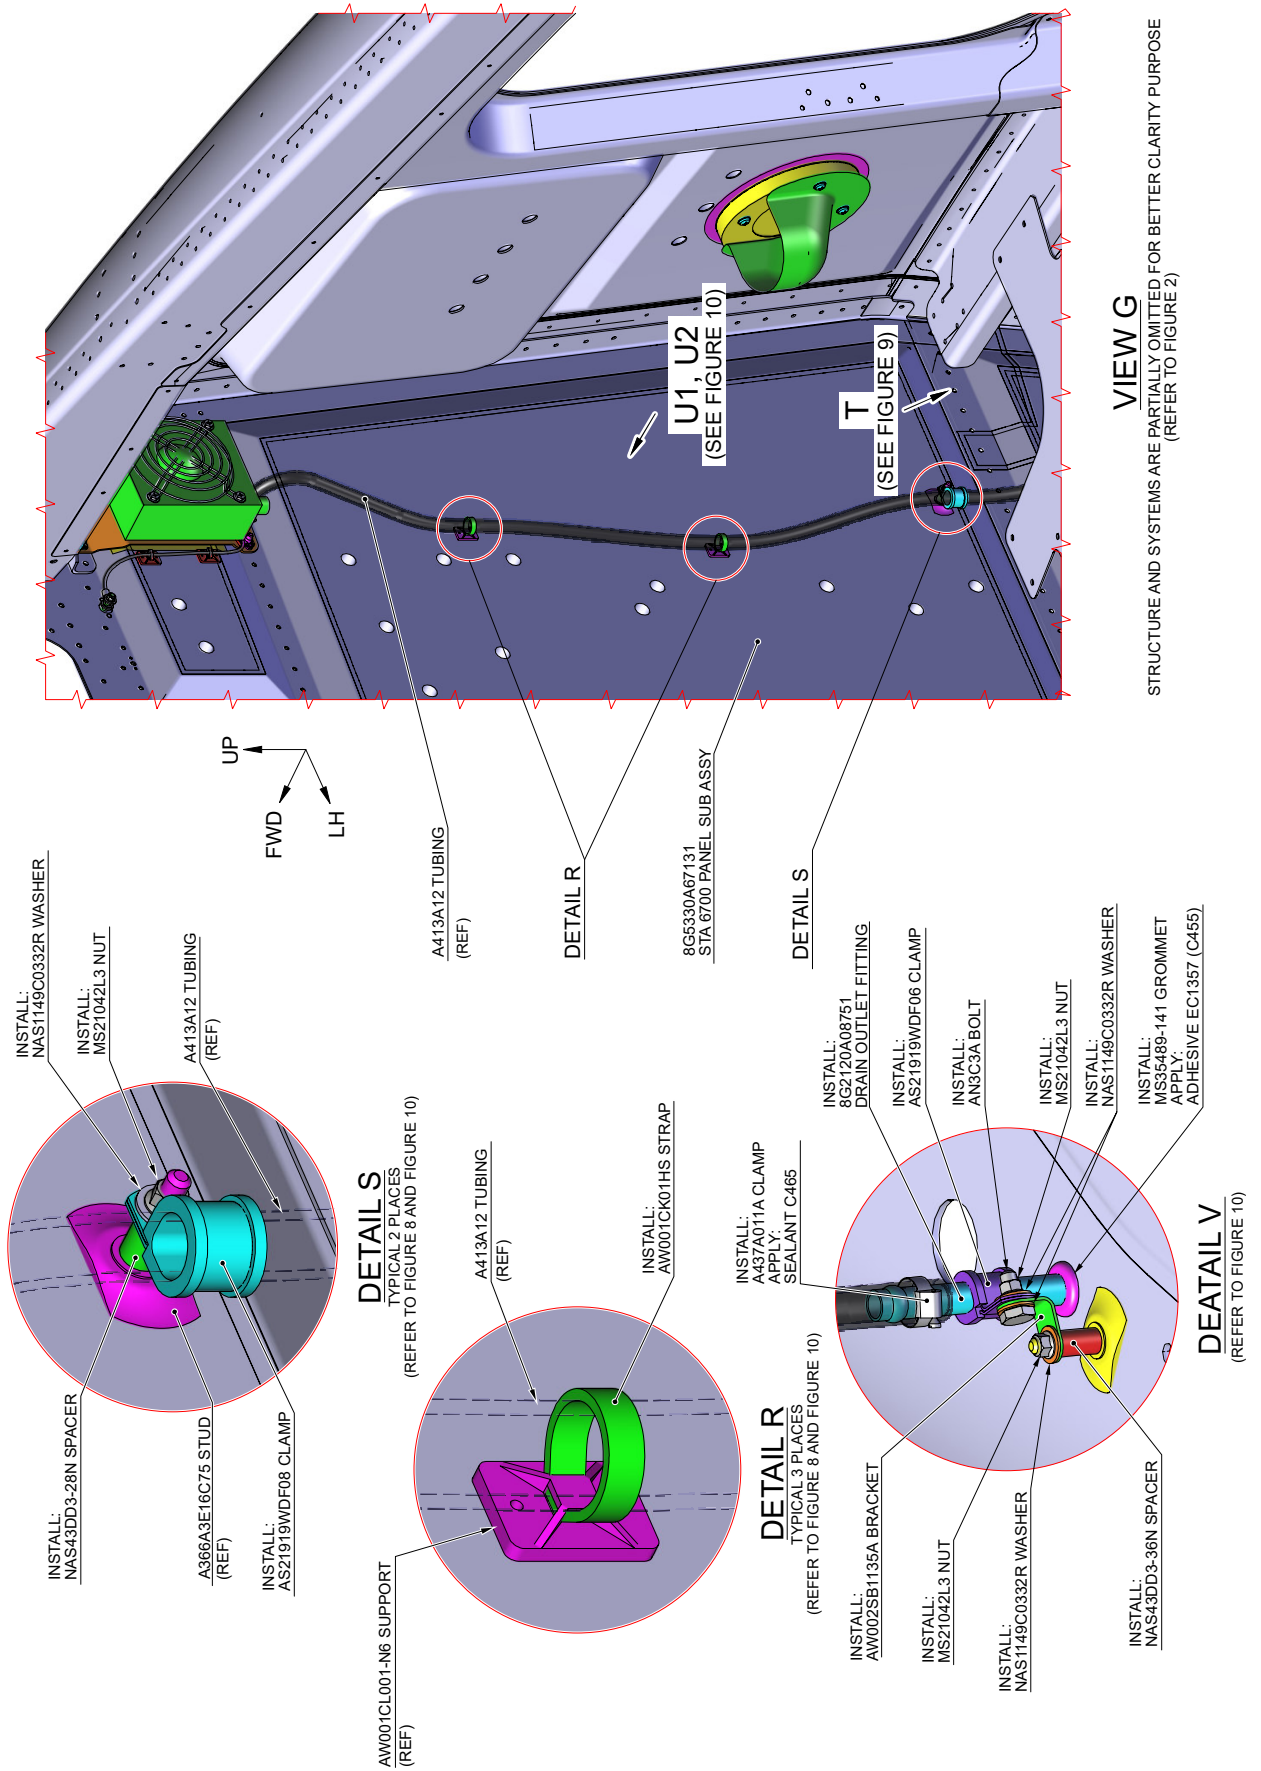 INSTALL:
NAS43DD3-28N SPACER
A366A3E16C75 STUD
(REF)
INSTALL:
AS21919WDF08 CLAMP
INSTALL:
NAS1149C0332R WASHER
INSTALL:
MS21042L3 NUT
A413A12 TUBING
(REF)
DETAIL S
TYPICAL 2 PLACES
(REFER TO FIGURE 8 AND FIGURE 10)
AW001CL001-N6 SUPPORT
(REF)
A413A12 TUBING
(REF)
INSTALL:
AW001CK01HS STRAP
DETAIL R
TYPICAL 3 PLACES
(REFER TO FIGURE 8 AND FIGURE 10)
INSTALL:
A437A011A CLAMP
APPLY:
SEALANT C465
INSTALL:
8G2120A08751
DRAIN OUTLET FITTING
INSTALL:
AS21919WDF06 CLAMP
INSTALL:
AN3C3A BOLT
INSTALL:
MS21042L3 NUT
INSTALL:
NAS1149C0332R WASHER
INSTALL:
MS35489-141 GROMMET
APPLY:
ADHESIVE EC1357 (C455)
INSTALL:
AW002SB1135A BRACKET
INSTALL:
MS21042L3 NUT
INSTALL:
NAS1149C0332R WASHER
INSTALL:
NAS43DD3-36N SPACER
DEATAIL V
(REFER TO FIGURE 10)
UP
FWD
LH
A413A12 TUBING
(REF)
DETAIL R
8G5330A67131
STA 6700 PANEL SUB ASSY
DETAIL S
U1, U2
(SEE FIGURE 10)
T
(SEE FIGURE 9)
VIEW G
STRUCTURE AND SYSTEMS ARE PARTIALLY OMITTED FOR BETTER CLARITY PURPOSE
(REFER TO FIGURE 2)